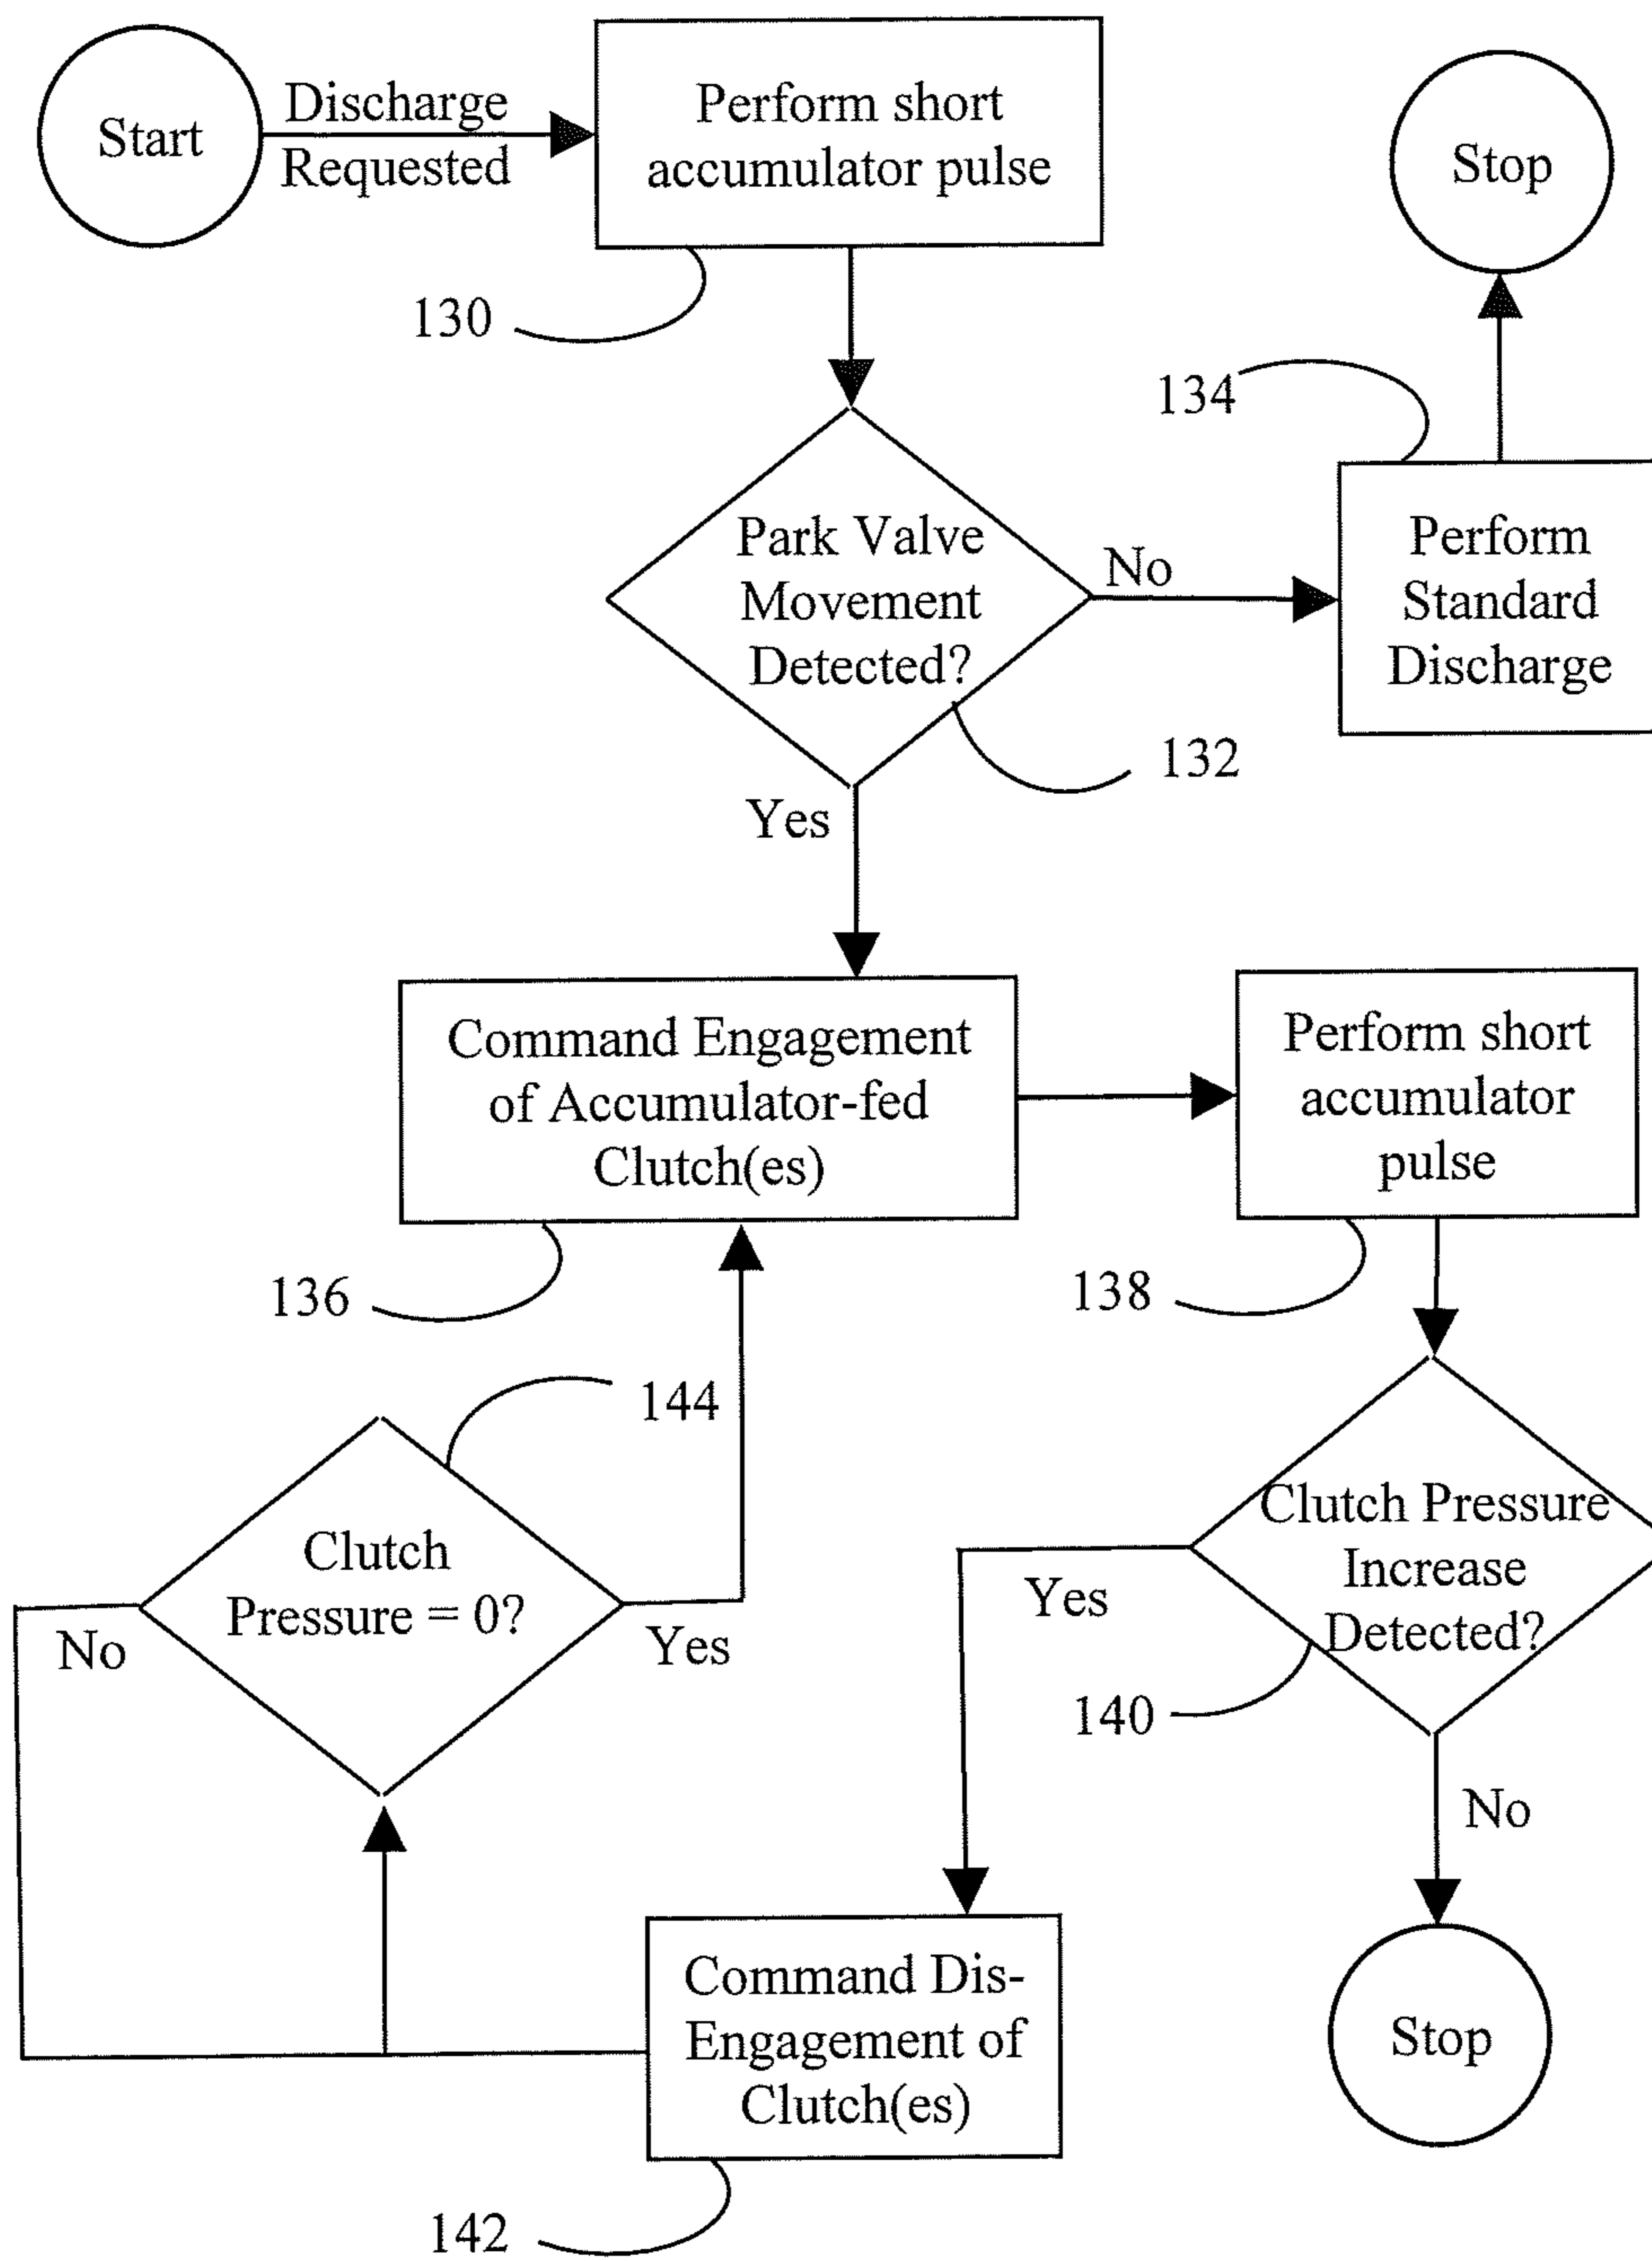 Start
Discharge
Requested
Perform short
accumulator pulse
Stop
130
134
Park Valve
Movement
Detected?
No
Perform
Standard
Discharge
132
Yes
Command Engagement
of Accumulator-fed
Clutch(es)
Perform short
accumulator
pulse
136
138
144
Clutch
Pressure = 0?
No
Yes
Clutch Pressure
Increase
Detected?
Yes
140
No
Command Dis-
Engagement of
Clutch(es)
Stop
142